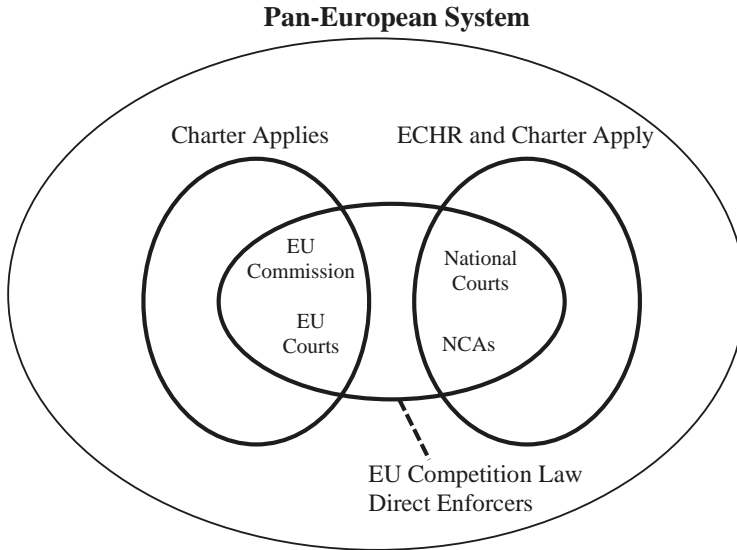 Pan-European System
Charter Applies
ECHR and Charter Apply
EU
Commission
EU
Courts
National
Courts
NCAs
EU Competition Law
Direct Enforcers